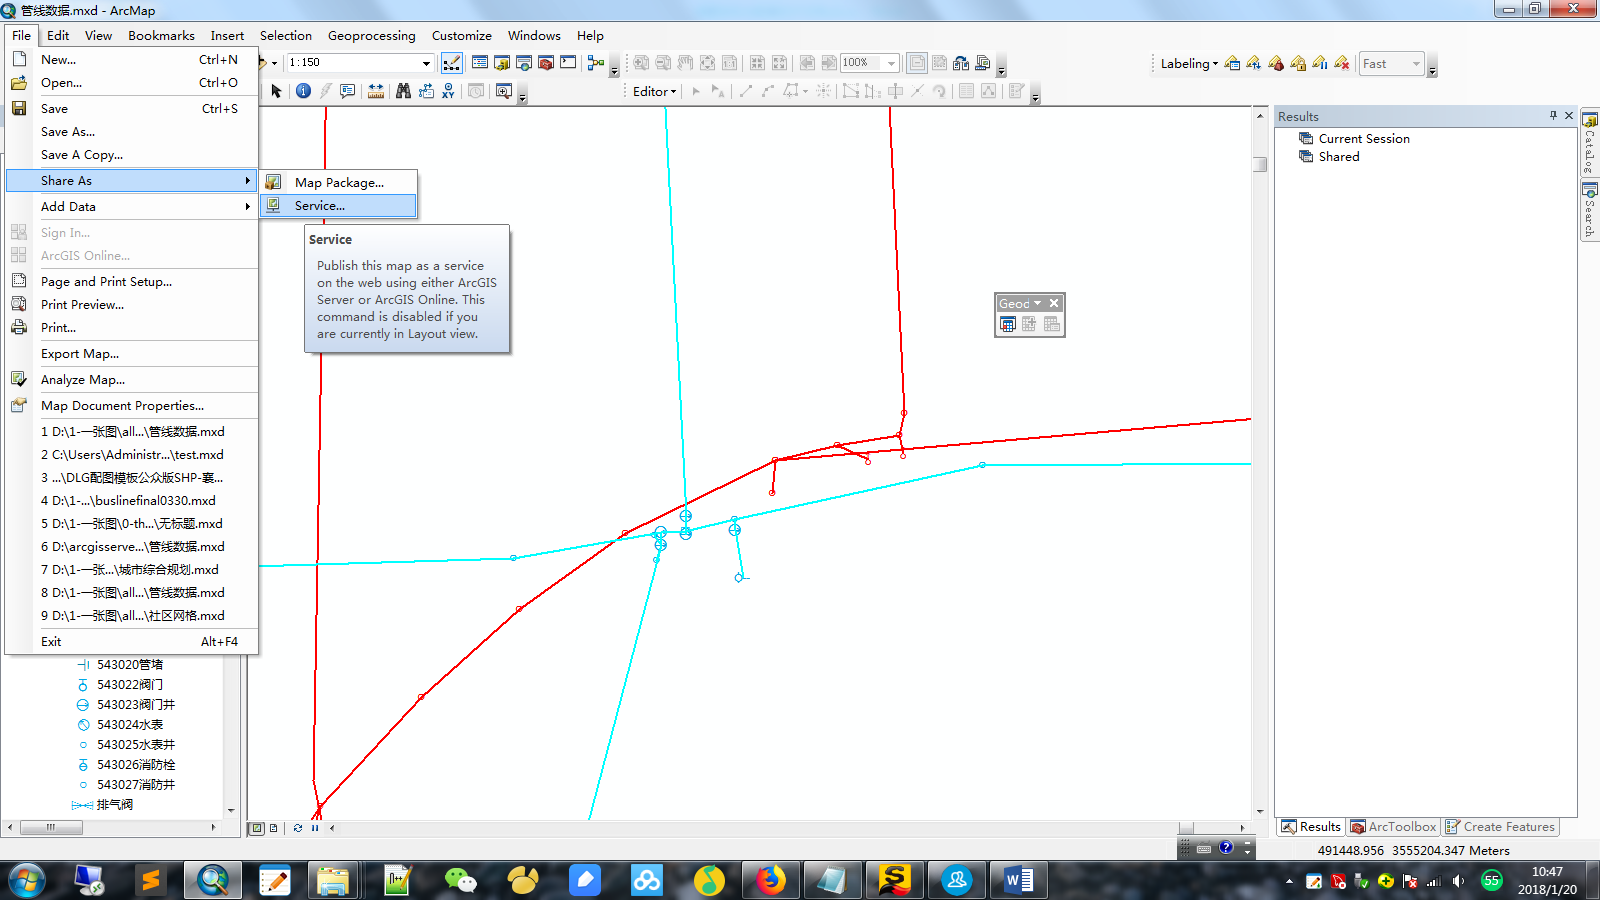 管线数据.mxd - ArcMap
File Edit View Bookmarks Insert Selection Geoprocessing Customize Windows Help
1:150
100%
Labeling
Fast
Editor
New... Ctrl+N
Open... Ctrl+O
Save Ctrl+S
Save As...
Save A Copy...
Share As
Add Data
Sign In...
ArcGIS Online...
Page and Print Setup...
Print Preview...
Print...
Export Map...
Analyze Map...
Map Document Properties...
1 D:\1-一张图\all...\管线数据.mxd
2 C:\Users\Administr...\test.mxd
3 ...\DLG配图模板公众版SHP-襄...
4 D:\1-...\buslinefinal0330.mxd
5 D:\1-一张图\0-th...\无标题.mxd
6 D:\arcgisserve...\管线数据.mxd
7 D:\1-一张...\城市综合规划.mxd
8 D:\1-一张图\all...\管线数据.mxd
9 D:\1-一张图\all...\社区网格.mxd
Exit Alt+F4
Map Package...
Service...
Service
Publish this map as a service
on the web using either ArcGIS
Server or ArcGIS Online. This
command is disabled if you
are currently in Layout view.
543020管堵
543022阀门
543023阀门井
543024水表
543025水表井
543026消防栓
543027消防井
排气阀
Geod
Results
Current Session
Shared
Catalog
Search
Results ArcToolbox Create Features
491448.956 3555204.347 Meters
55
10:47
2018/1/20